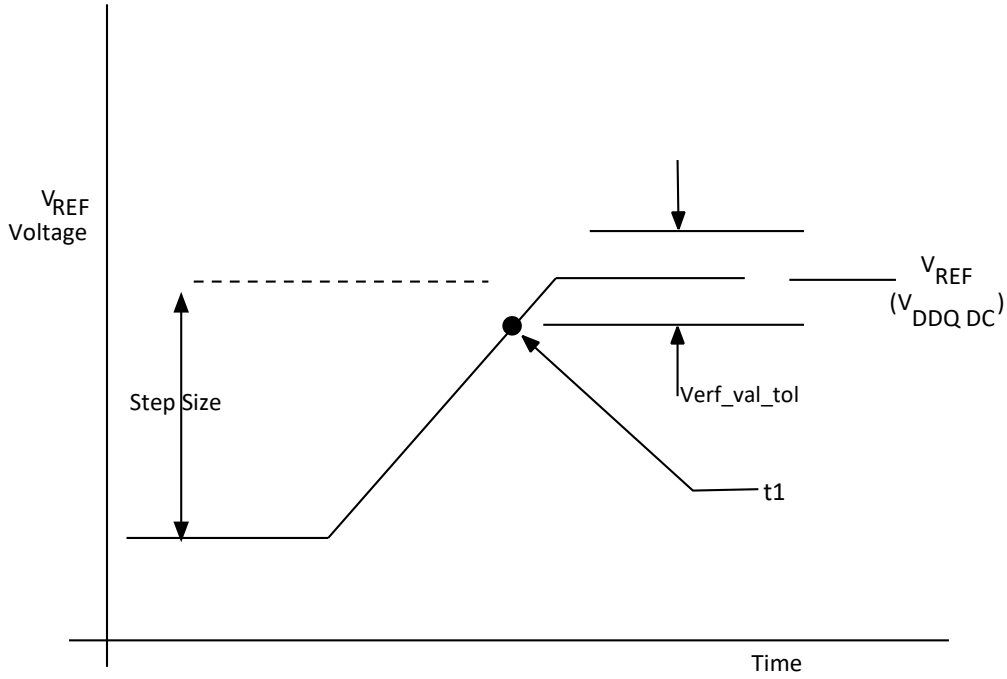 VREF
Voltage
VREF
(VDDQ DC)
Step Size
Verf_val_tol
t1
Time